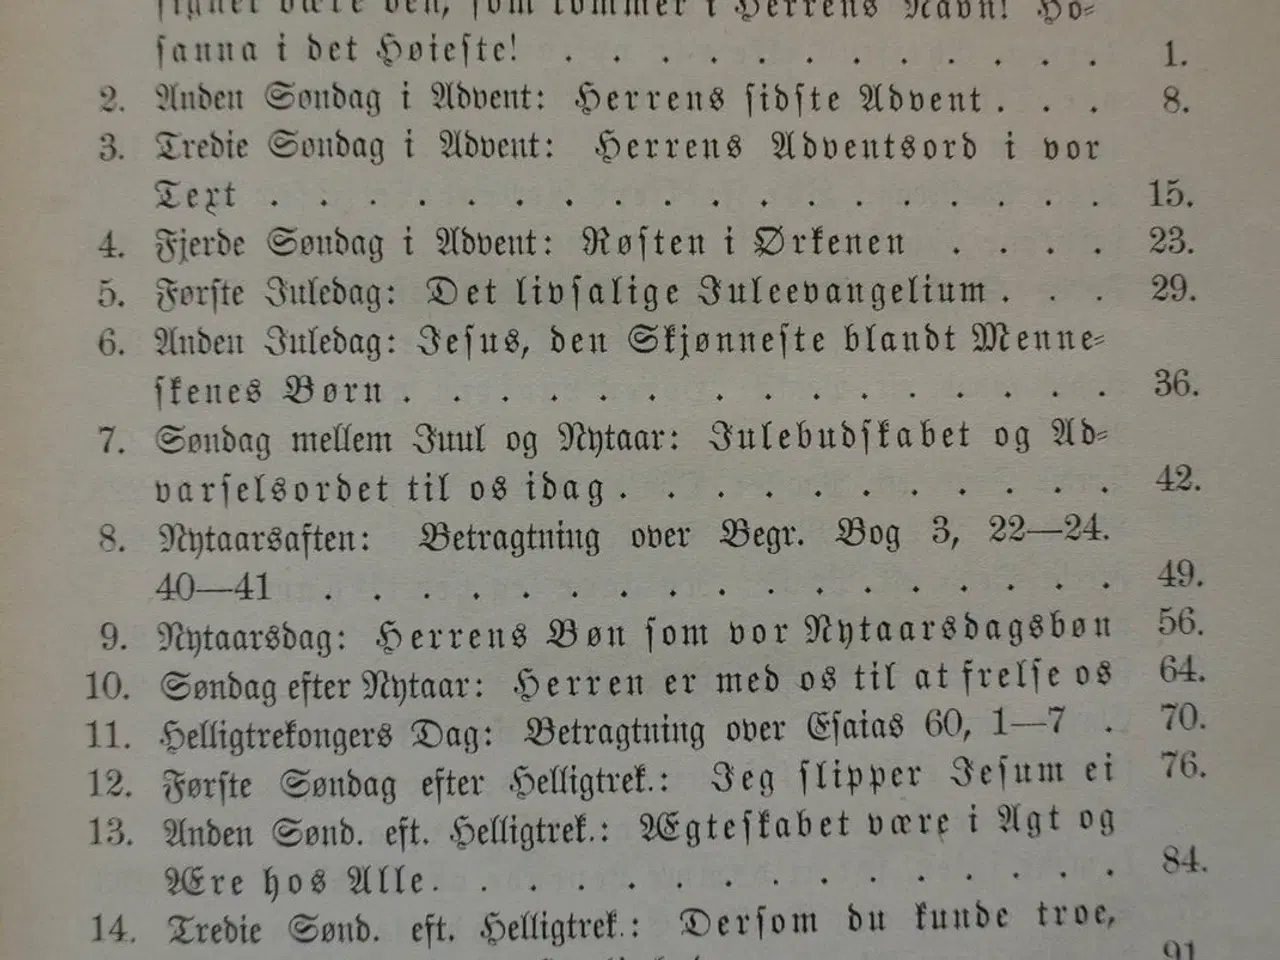 signet være den, som kommer i Herrens Navn! Ho-
sanna i det Høieste! . . . . . . . . . . . . 1.
2. Anden Søndag i Advent: Herrens sidste Advent . . . 8.
3. Tredie Søndag i Advent: Herrens Adventsord i vor
Text . . . . . . . . . . . . . . . . . . 15.
4. Fjerde Søndag i Advent: Røsten i Ørkenen . . . . 23.
5. Første Juledag: Det livsalige Juleevangelium . . . 29.
6. Anden Juledag: Jesus, den Skjønneste blandt Menne-
skenes Børn . . . . . . . . . . . . . . . 36.
7. Søndag mellem Juul og Nytaar: Julebudskabet og Ad-
varselsordet til os idag . . . . . . . . . . . 42.
8. Nytaarsaften: Betragtning over Begr. Bog 3, 22—24.
40—41 . . . . . . . . . . . . . . . . . 49.
9. Nytaarsdag: Herrens Bøn som vor Nytaarsdagsbøn 56.
10. Søndag efter Nytaar: Herren er med os til at frelse os 64.
11. Helligtrekongers Dag: Betragtning over Esaias 60, 1—7 . 70.
12. Første Søndag efter Helligtrek.: Jeg slipper Jesum ei 76.
13. Anden Sønd. eft. Helligtrek.: Ægteskabet være i Agt og
Ære hos Alle . . . . . . . . . . . . . . 84.
14. Tredie Sønd. eft. Helligtrek.: Dersom du kunde troe,
91